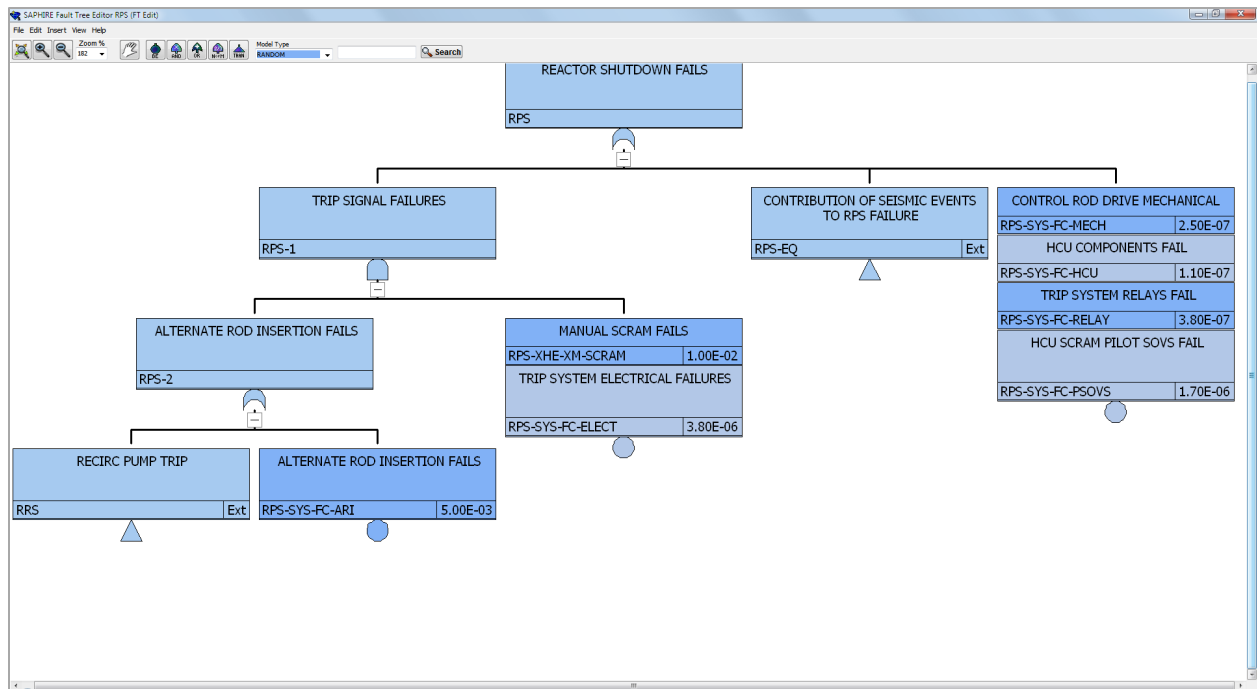 SAPHIRE Fault Tree Editor RPS (FT Edit)
File Edit Insert View Help
Zoom %
182
BE AND OR N/M TRAN
Model Type
RANDOM
Search
REACTOR SHUTDOWN FAILS
RPS
TRIP SIGNAL FAILURES
RPS-1
CONTRIBUTION OF SEISMIC EVENTS
TO RPS FAILURE
RPS-EQ Ext
CONTROL ROD DRIVE MECHANICAL
RPS-SYS-FC-MECH 2.50E-07
HCU COMPONENTS FAIL
RPS-SYS-FC-HCU 1.10E-07
TRIP SYSTEM RELAYS FAIL
RPS-SYS-FC-RELAY 3.80E-07
HCU SCRAM PILOT SOVS FAIL
RPS-SYS-FC-PSOVS 1.70E-06
ALTERNATE ROD INSERTION FAILS
RPS-2
MANUAL SCRAM FAILS
RPS-XHE-XM-SCRAM 1.00E-02
TRIP SYSTEM ELECTRICAL FAILURES
RPS-SYS-FC-ELECT 3.80E-06
RECIRC PUMP TRIP
RRS Ext
ALTERNATE ROD INSERTION FAILS
RPS-SYS-FC-ARI 5.00E-03